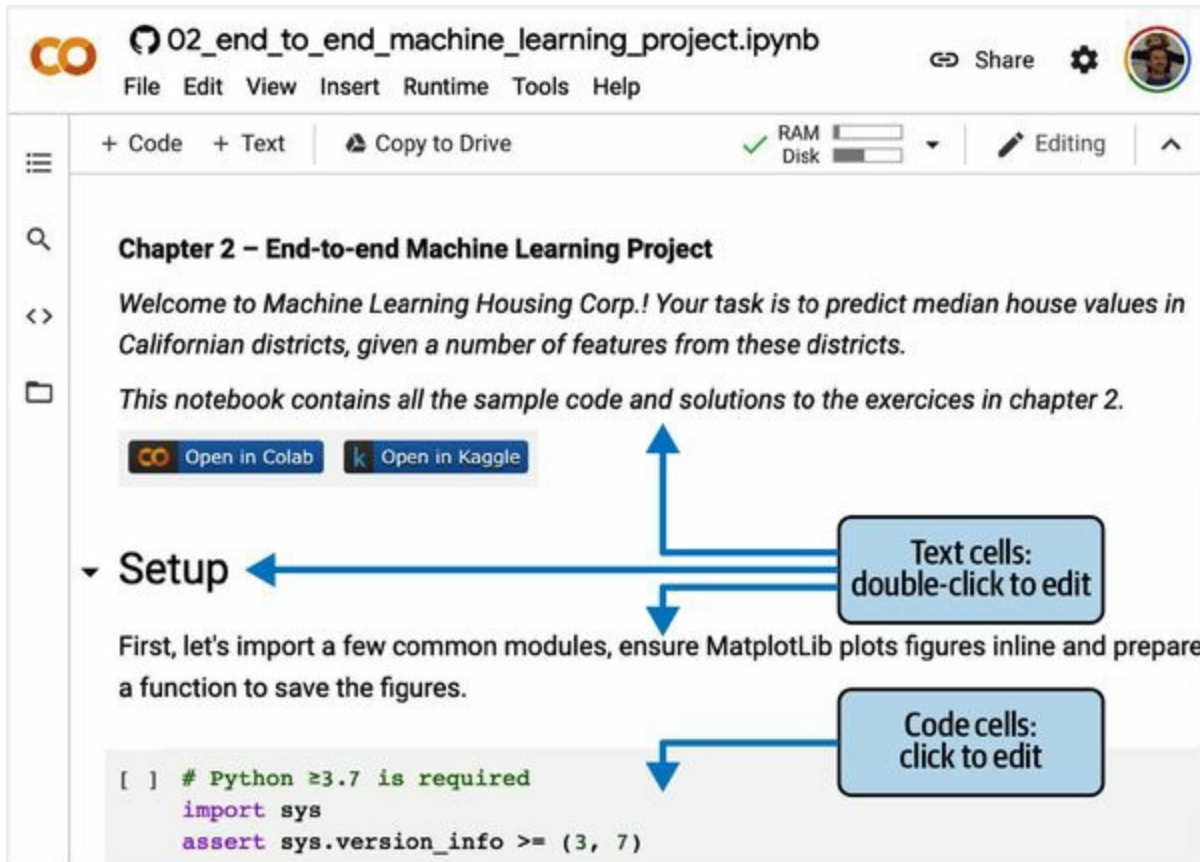 CO
02_end_to_end_machine_learning_project.ipynb
Share
File Edit View Insert Runtime Tools Help
+ Code + Text Copy to Drive
RAM
Disk
Editing
Chapter 2 – End-to-end Machine Learning Project
Welcome to Machine Learning Housing Corp.! Your task is to predict median house values in
Californian districts, given a number of features from these districts.
This notebook contains all the sample code and solutions to the exercices in chapter 2.
CO Open in Colab k Open in Kaggle
Text cells:
double-click to edit
Setup
First, let's import a few common modules, ensure MatplotLib plots figures inline and prepare
a function to save the figures.
Code cells:
click to edit
[ ] # Python ≥3.7 is required
import sys
assert sys.version_info >= (3, 7)